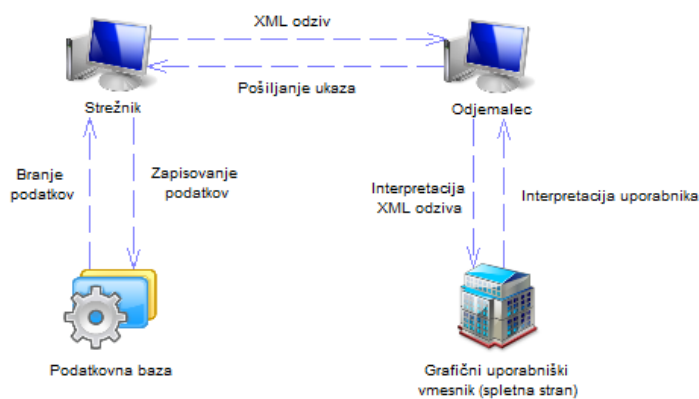 XML odziv
Pošiljanje ukaza
Strežnik
Odjemalec
Branje
podatkov
Zapisovanje
podatkov
Interpretacija
XML odziva
Interpretacija uporabnika
Podatkovna baza
Grafični uporabniški
vmesnik (spletna stran)